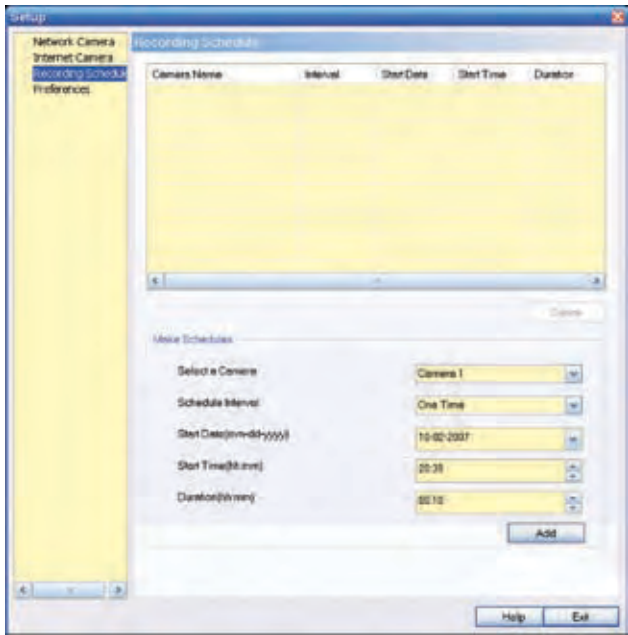 Setup
Network Camera
Internet Camera
Recording Schedul
Preferences
Recording Schedule
Camera Name Interval Start Date Start Time Duration
Delete
Make Schedules
Select a Camera Camera 1
Schedule Interval One Time
Start Date(mm-dd-yyyy) 10-02-2007
Start Time(hh:mm) 20:35
Duration(hh:mm) 00:10
Add
Help Exit